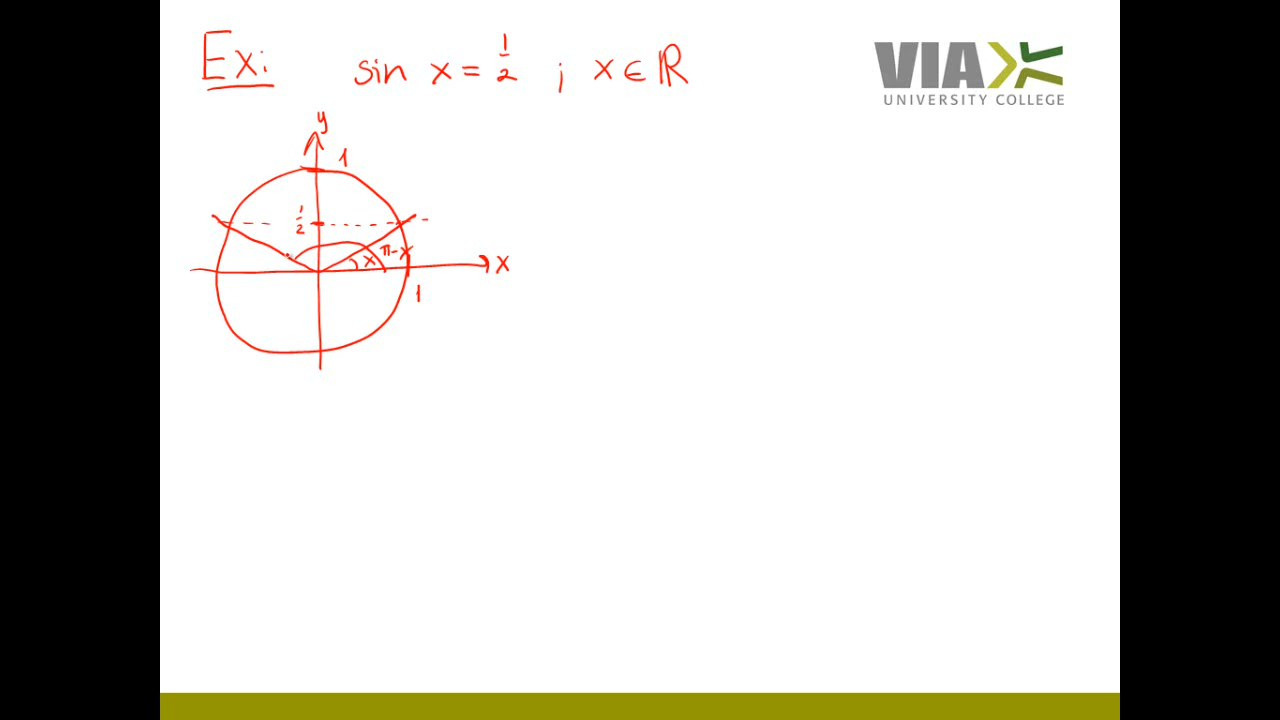 Ex: sin x = 1/2 ; x ∈ ℝ
VIA
UNIVERSITY COLLEGE
y
1
1/2
π-x
x
x
1